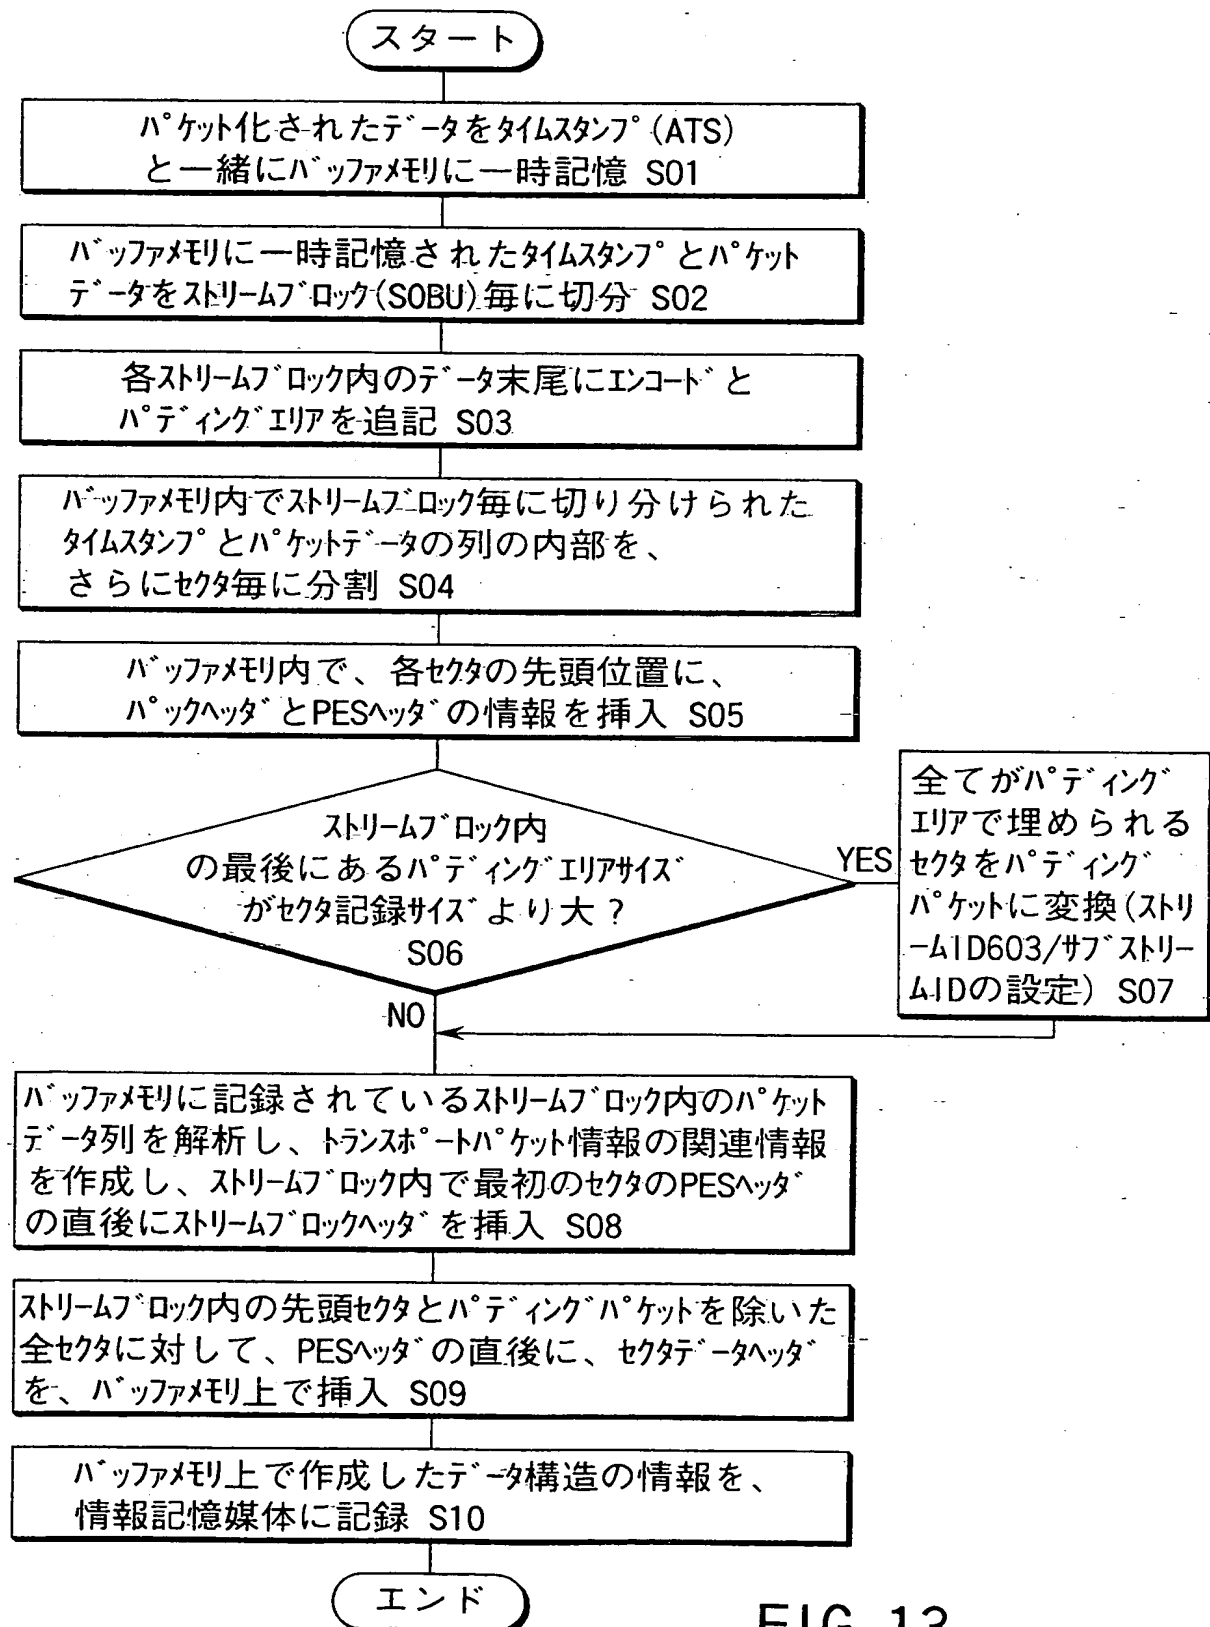 スタート
パケット化されたデータをタイムスタンプ(ATS)
と一緒にバッファメモリに一時記憶 S01
バッファメモリに一時記憶されたタイムスタンプとパケット
データをストリームブロック(SOBU)毎に切分 S02
各ストリームブロック内のデータ末尾にエンコードと
パディングエリアを追記 S03
バッファメモリ内でストリームブロック毎に切り分けられた
タイムスタンプとパケットデータの列の内部を、
さらにセクタ毎に分割 S04
バッファメモリ内で、各セクタの先頭位置に、
パックヘッダとPESヘッダの情報を挿入 S05
ストリームブロック内
の最後にあるパディングエリアサイズ
がセクタ記録サイズより大?
S06
YES
NO
全てがパディング
エリアで埋められる
セクタをパディング
パケットに変換(ストリ
ームID603/サブストリー
ムIDの設定) S07
バッファメモリに記録されているストリームブロック内のパケット
データ列を解析し、トランスポートパケット情報の関連情報
を作成し、ストリームブロック内で最初のセクタのPESヘッダ
の直後にストリームブロックヘッダを挿入 S08
ストリームブロック内の先頭セクタとパディングパケットを除いた
全セクタに対して、PESヘッダの直後に、セクタデータヘッダ
を、バッファメモリ上で挿入 S09
バッファメモリ上で作成したデータ構造の情報を、
情報記憶媒体に記録 S10
エンド
FIG. 13